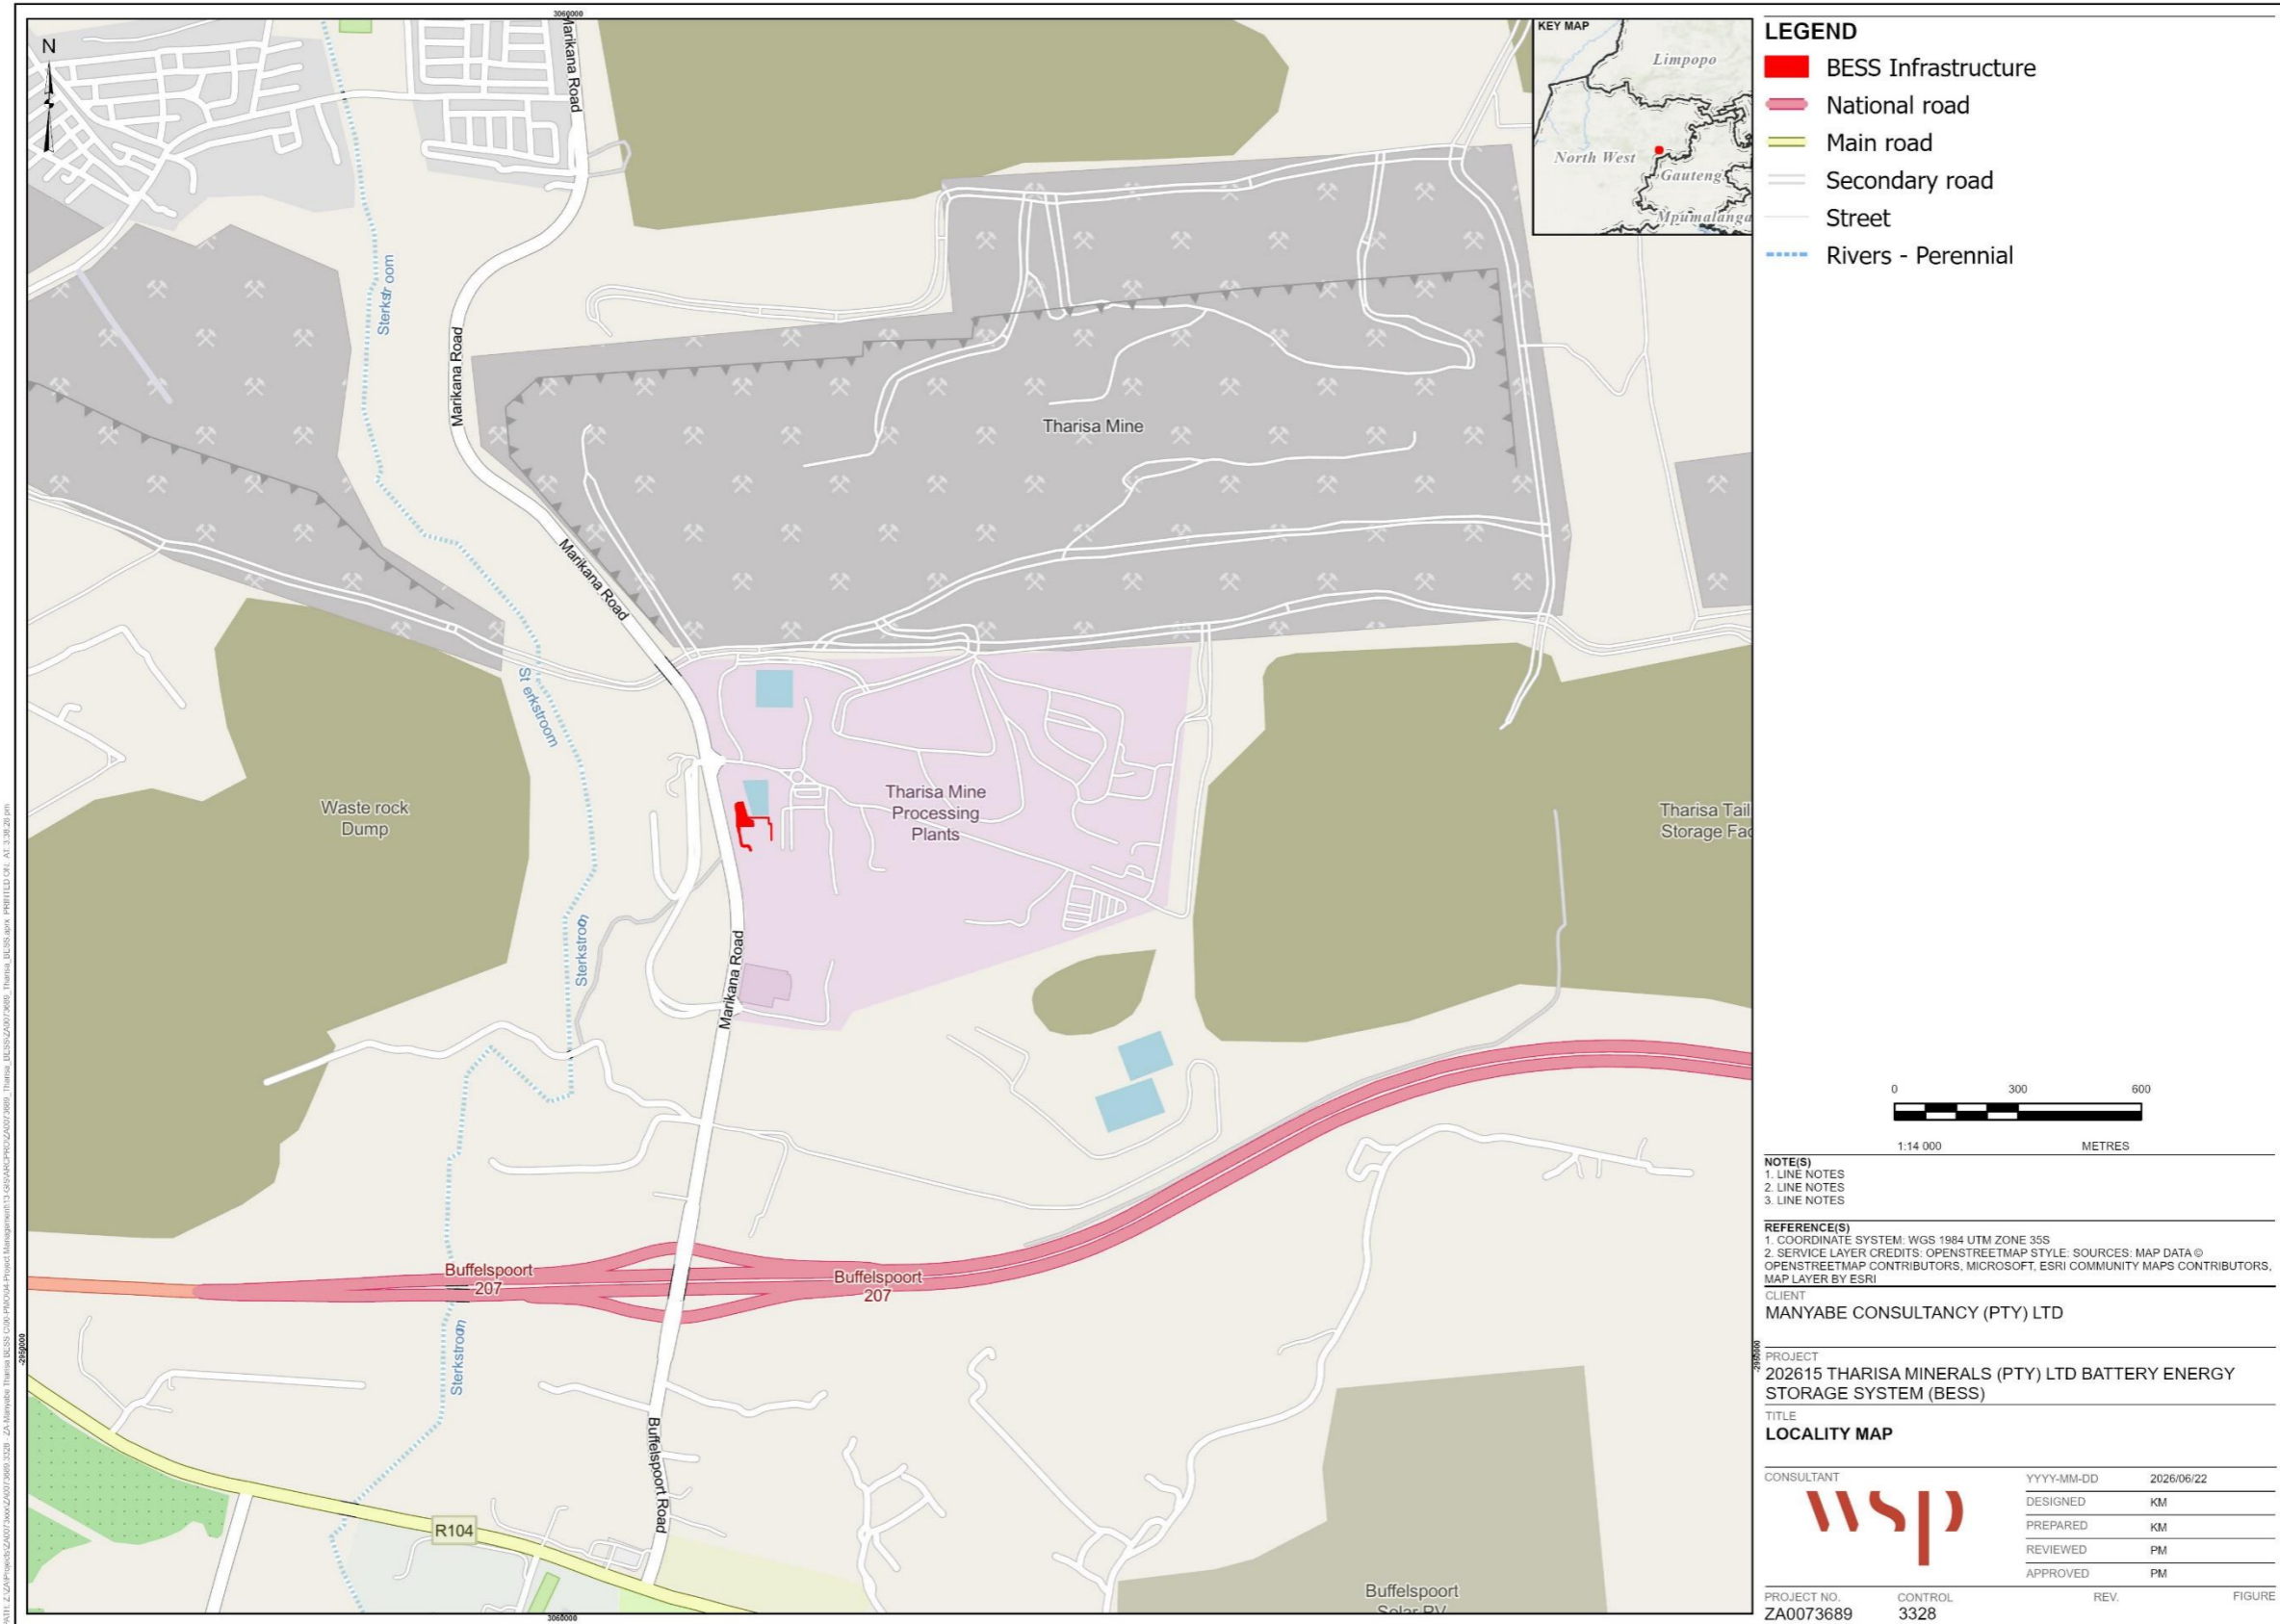 3060000
N
Marikana Road
KEY MAP
Limpopo
North West
Gauteng
Mpumalanga
Sterkstroom
Marikana Road
Tharisa Mine
Marikana Road
Sterkstroom
Waste rock
Dump
Tharisa Mine
Processing
Plants
Tharisa Tail
Storage Fac
Sterkstroom
Marikana Road
Buffelspoort
207
Buffelspoort
207
Sterkstroom
Buffelspoort Road
R104
Buffelspoort
Solar PV
3060000
-2950000
-2950000
LEGEND
BESS Infrastructure
National road
Main road
Secondary road
Street
Rivers - Perennial
0 300 600
1:14 000 METRES
NOTE(S)
1. LINE NOTES
2. LINE NOTES
3. LINE NOTES
REFERENCE(S)
1. COORDINATE SYSTEM: WGS 1984 UTM ZONE 35S
2. SERVICE LAYER CREDITS: OPENSTREETMAP STYLE: SOURCES: MAP DATA ©
OPENSTREETMAP CONTRIBUTORS, MICROSOFT, ESRI COMMUNITY MAPS CONTRIBUTORS,
MAP LAYER BY ESRI
CLIENT
MANYABE CONSULTANCY (PTY) LTD
PROJECT
202615 THARISA MINERALS (PTY) LTD BATTERY ENERGY
STORAGE SYSTEM (BESS)
TITLE
LOCALITY MAP
CONSULTANT
wsp
YYYY-MM-DD 2026/06/22
DESIGNED KM
PREPARED KM
REVIEWED PM
APPROVED PM
PROJECT NO. CONTROL REV. FIGURE
ZA0073689 3328